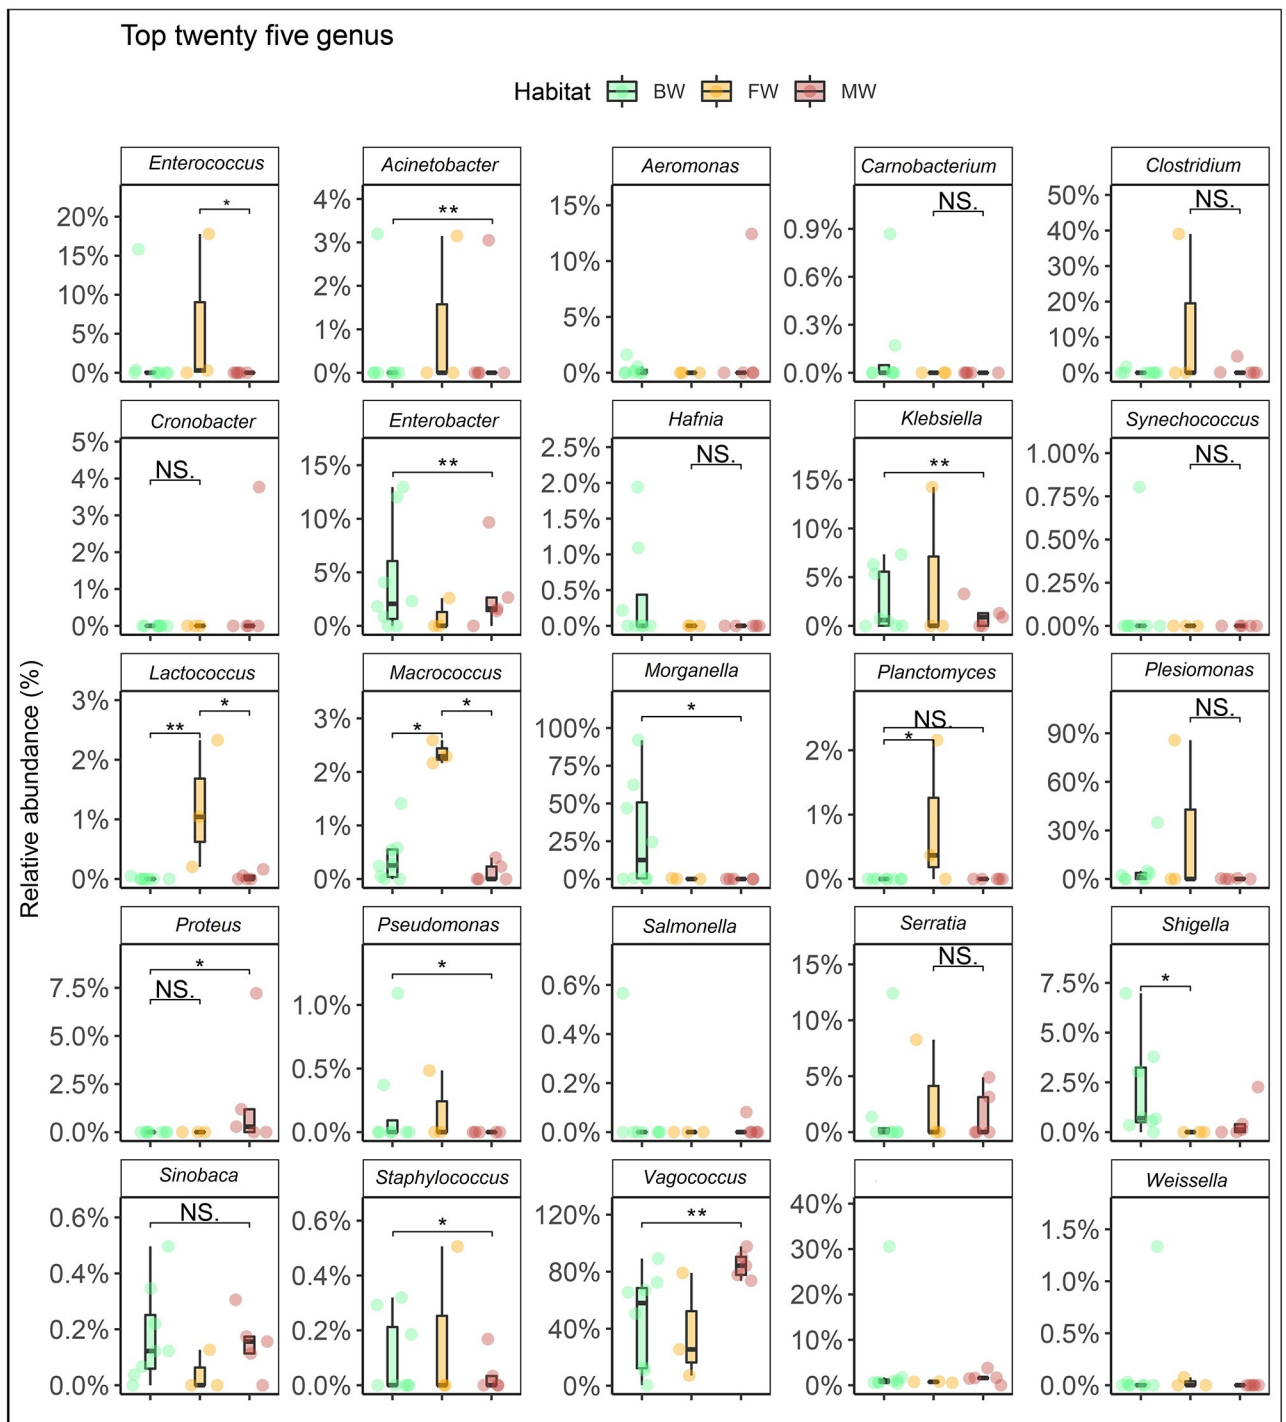 Top twenty five genus
Habitat BW FW MW
Relative abundance (%)
Enterococcus Acinetobacter Aeromonas Carnobacterium Clostridium
20% 15% 10% 5% 0%
*
4% 3% 2% 1% 0%
**
15% 10% 5% 0%
0.9% 0.6% 0.3% 0.0%
NS.
50% 40% 30% 20% 10% 0%
NS.
Cronobacter Enterobacter Hafnia Klebsiella Synechococcus
5% 4% 3% 2% 1% 0%
NS.
15% 10% 5% 0%
**
2.5% 2.0% 1.5% 1.0% 0.5% 0.0%
NS.
15% 10% 5% 0%
**
1.00% 0.75% 0.50% 0.25% 0.00%
NS.
Lactococcus Macrococcus Morganella Planctomyces Plesiomonas
3% 2% 1% 0%
** *
3% 2% 1% 0%
* *
100% 75% 50% 25% 0%
*
2% 1% 0%
NS.
*
90% 60% 30% 0%
NS.
Proteus Pseudomonas Salmonella Serratia Shigella
7.5% 5.0% 2.5% 0.0%
*
NS.
1.0% 0.5% 0.0%
*
0.6% 0.4% 0.2% 0.0%
15% 10% 5% 0%
NS.
7.5% 5.0% 2.5% 0.0%
*
Sinobaca Staphylococcus Vagococcus Weissella
0.6% 0.4% 0.2% 0.0%
NS.
0.6% 0.4% 0.2% 0.0%
*
120% 80% 40% 0%
**
40% 30% 20% 10% 0%
1.5% 1.0% 0.5% 0.0%